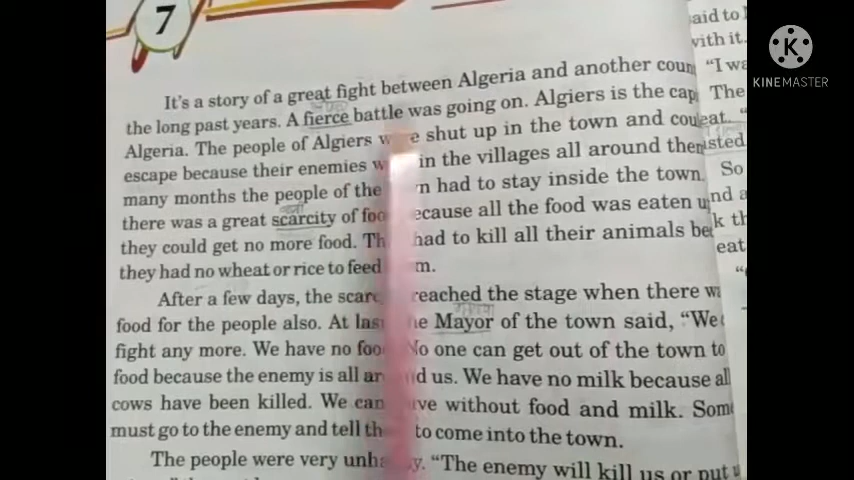 7
It's a story of a great fight between Algeria and another coun
the long past years. A fierce battle was going on. Algiers is the cap
Algeria. The people of Algiers w e shut up in the town and cou
escape because their enemies w in the villages all around the
many months the people of the n had to stay inside the town.
there was a great scarcity of foo ecause all the food was eaten u
they could get no more food. Th had to kill all their animals be
they had no wheat or rice to feed m.
After a few days, the scarc reached the stage when there w
food for the people also. At las he Mayor of the town said, "We
fight any more. We have no foo No one can get out of the town to
food because the enemy is all ar nd us. We have no milk because all
cows have been killed. We can ve without food and milk. Som
must go to the enemy and tell th to come into the town.
The people were very unha y. "The enemy will kill us or put u
said to
with it.
"I wa
The
eat. "
sted
So
nd a
k th
eat
K
KINEMASTER